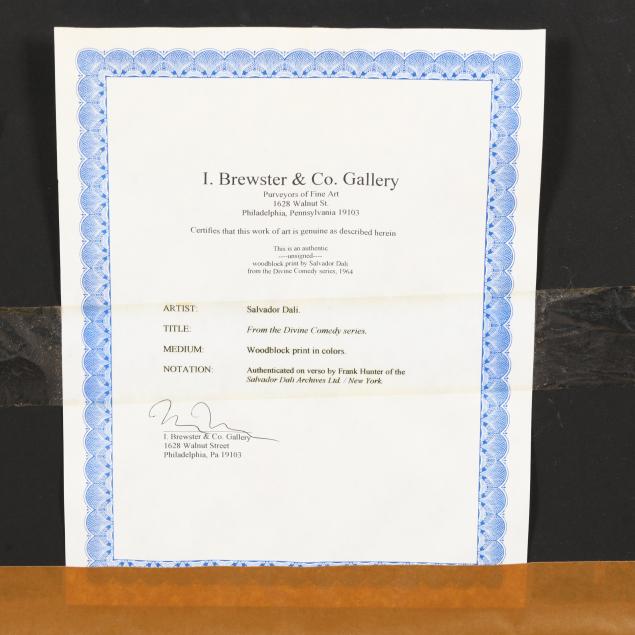 I. Brewster & Co. Gallery
Purveyors of Fine Art
1628 Walnut St.
Philadelphia, Pennsylvania 19103
Certifies that this work of art is genuine as described herein
This is an authentic
----unsigned----
woodblock print by Salvador Dali
from the Divine Comedy series, 1964
ARTIST: Salvador Dali.
TITLE: From the Divine Comedy series.
MEDIUM: Woodblock print in colors.
NOTATION: Authenticated on verso by Frank Hunter of the
Salvador Dali Archives Ltd. / New York
I. Brewster & Co. Gallery
1628 Walnut Street
Philadelphia, Pa 19103